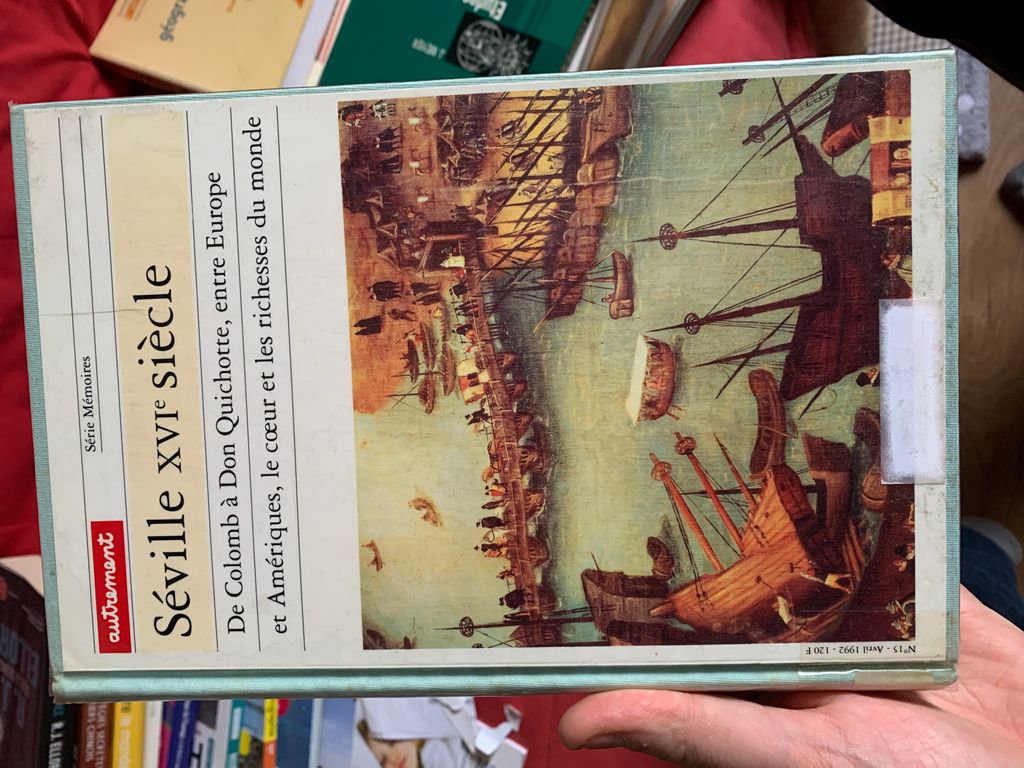 autrement
Série Mémoires
Séville XVIe siècle
De Colomb à Don Quichotte, entre Europe
et Amériques, le cœur et les richesses du monde
N°15 - Avril 1992 - 120 F
J. MEYER